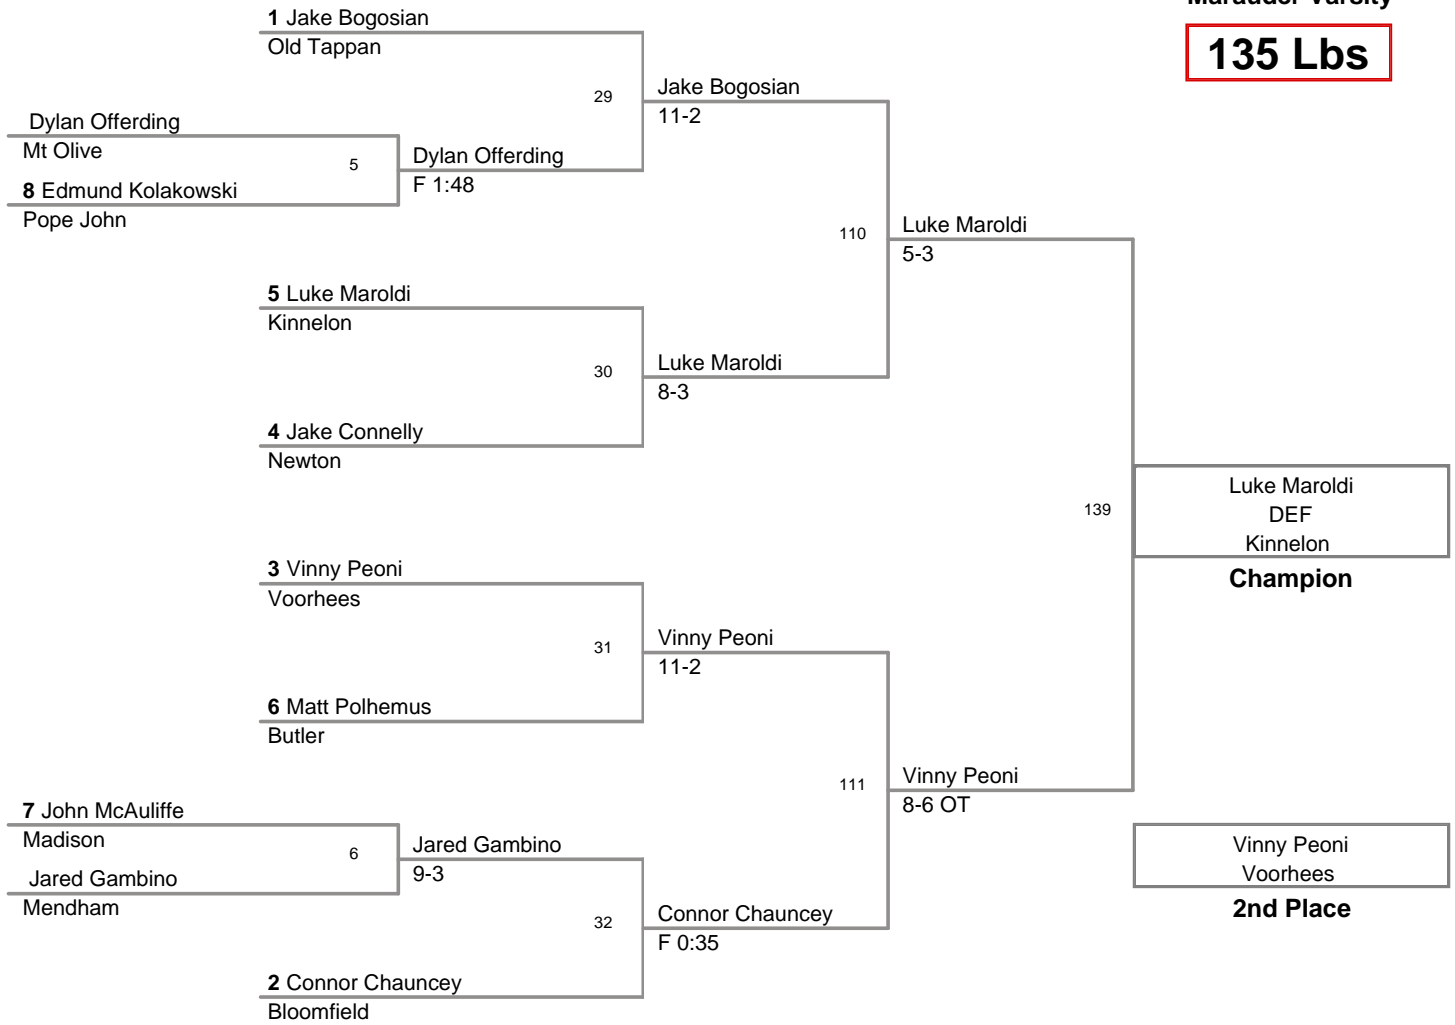 Marauder Varsity
135 Lbs
1 Jake Bogosian
Old Tappan
29
Jake Bogosian
11-2
Dylan Offerding
Mt Olive
5
Dylan Offerding
F 1:48
8 Edmund Kolakowski
Pope John
110
Luke Maroldi
5-3
5 Luke Maroldi
Kinnelon
30
Luke Maroldi
8-3
4 Jake Connelly
Newton
139
Luke Maroldi
DEF
Kinnelon
Champion
3 Vinny Peoni
Voorhees
31
Vinny Peoni
11-2
6 Matt Polhemus
Butler
111
Vinny Peoni
8-6 OT
7 John McAuliffe
Madison
6
Jared Gambino
9-3
Jared Gambino
Mendham
32
Connor Chauncey
F 0:35
2 Connor Chauncey
Bloomfield
Vinny Peoni
Voorhees
2nd Place